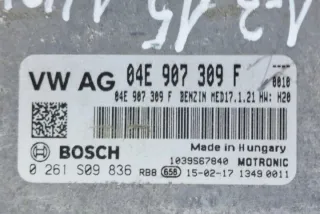 VW AG 04E 907 309 F
0010
04E 907 309 F BENZIN MED17.1.21 HW: H20
Made in Hungary
BOSCH 1039S67840 MOTRONIC
0 261 S09 836 RBB 658 15-02-17 1349 0011